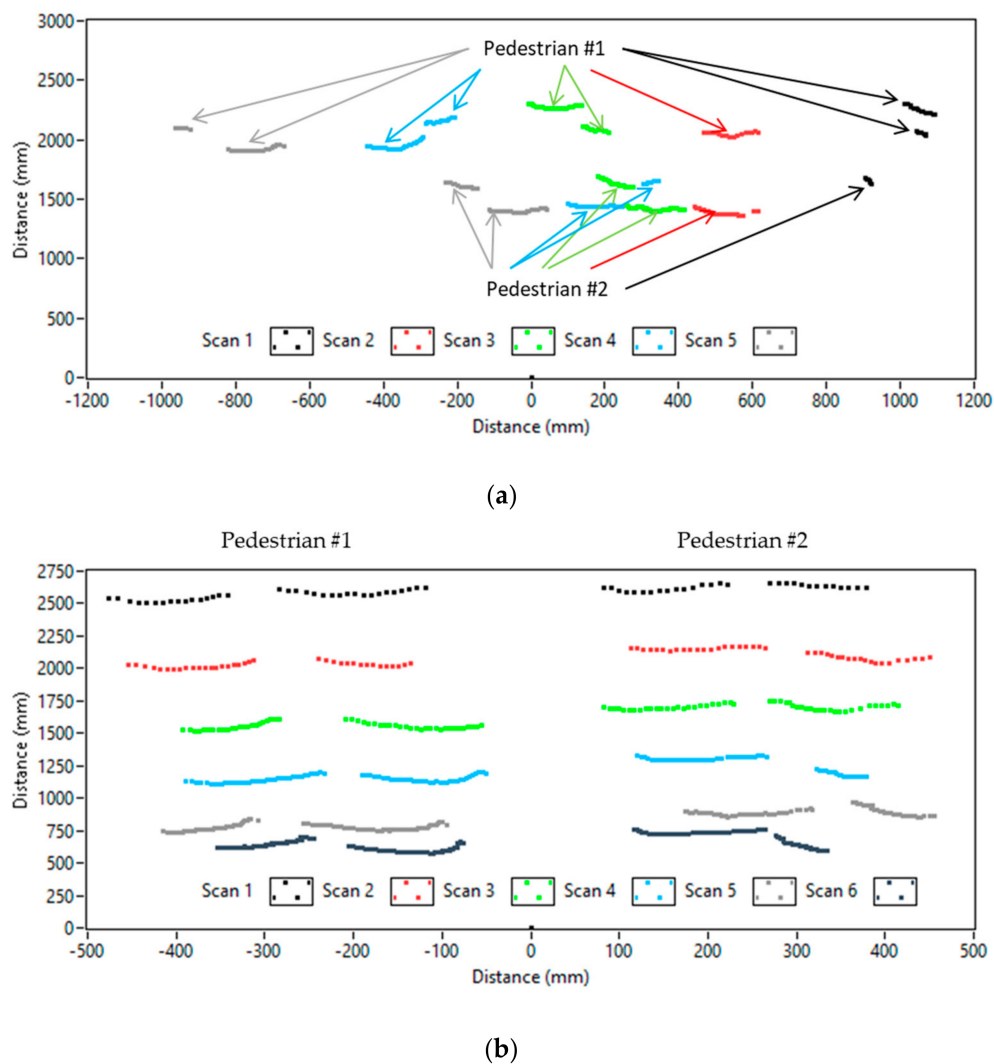 3000
2500
2000
1500
1000
500
0
Distance (mm)
Pedestrian #1
Pedestrian #2
Scan 1 Scan 2 Scan 3 Scan 4 Scan 5
-1200 -1000 -800 -600 -400 -200 0 200 400 600 800 1000 1200
Distance (mm)
(a)
Pedestrian #1 Pedestrian #2
2750
2500
2250
2000
1750
1500
1250
1000
750
500
250
0
Distance (mm)
Scan 1 Scan 2 Scan 3 Scan 4 Scan 5 Scan 6
-500 -400 -300 -200 -100 0 100 200 300 400 500
Distance (mm)
(b)